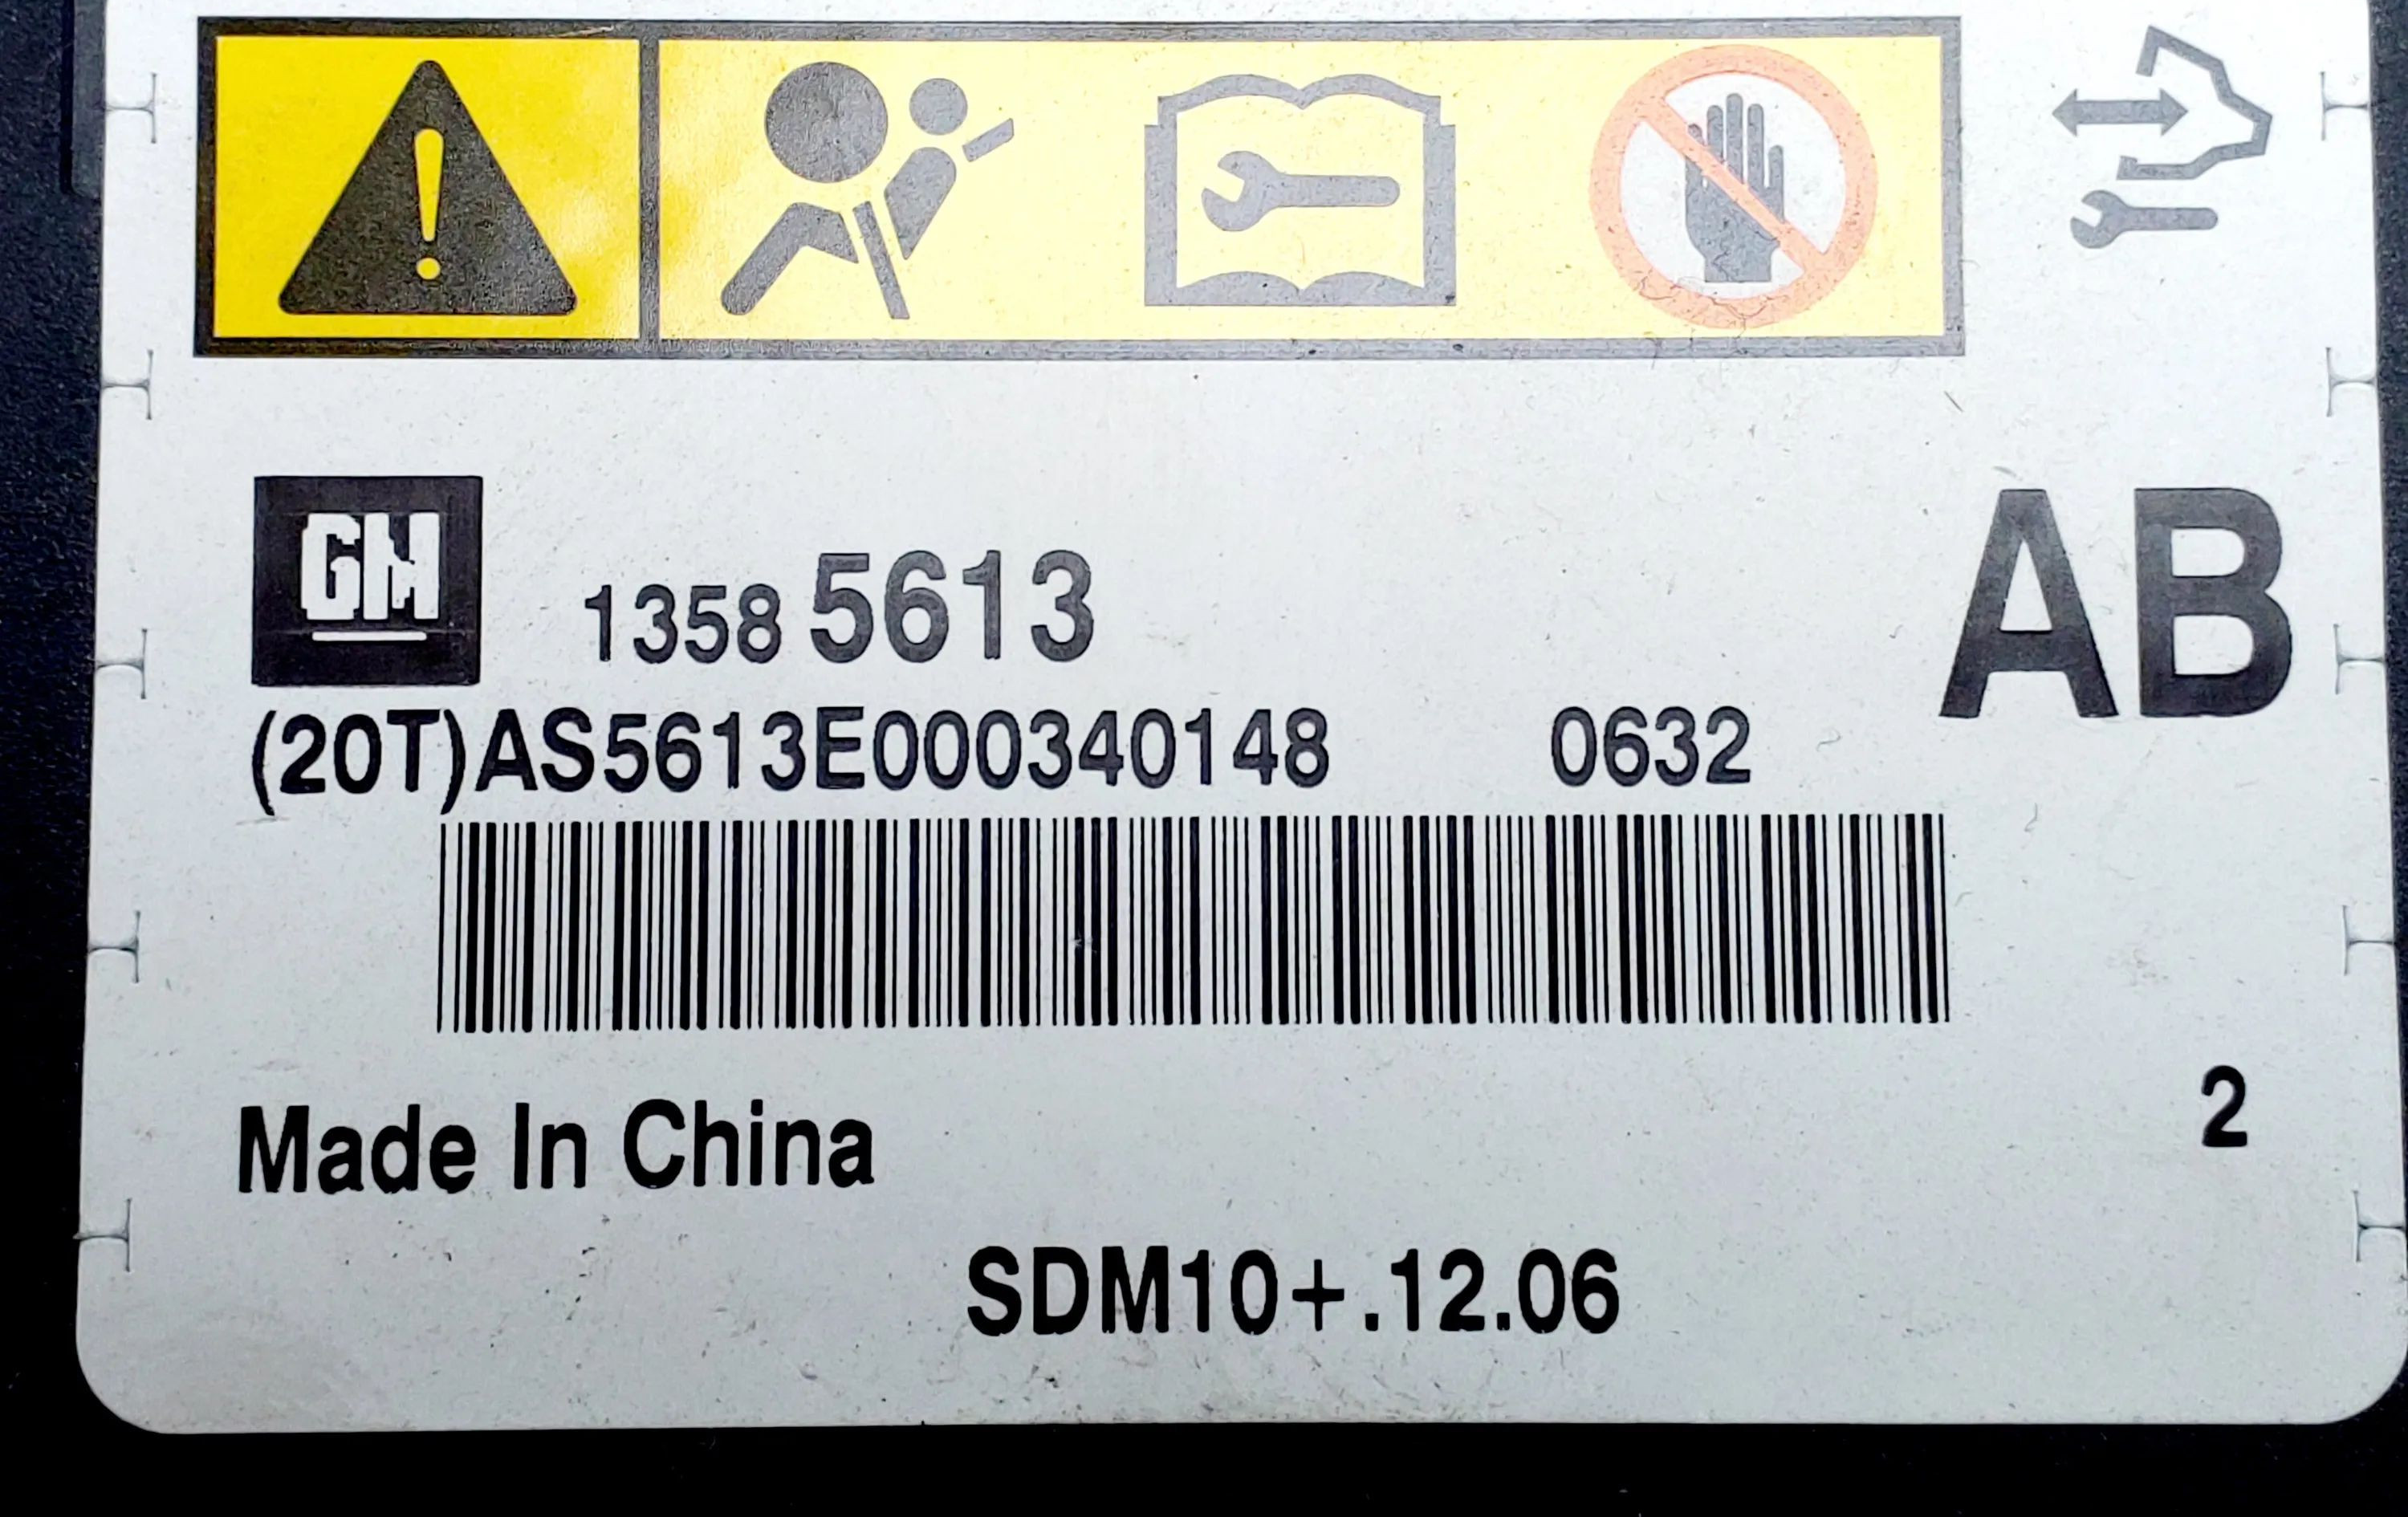 GM 1358 5613 AB
(20T)AS5613E000340148 0632
Made In China 2
SDM10+.12.06